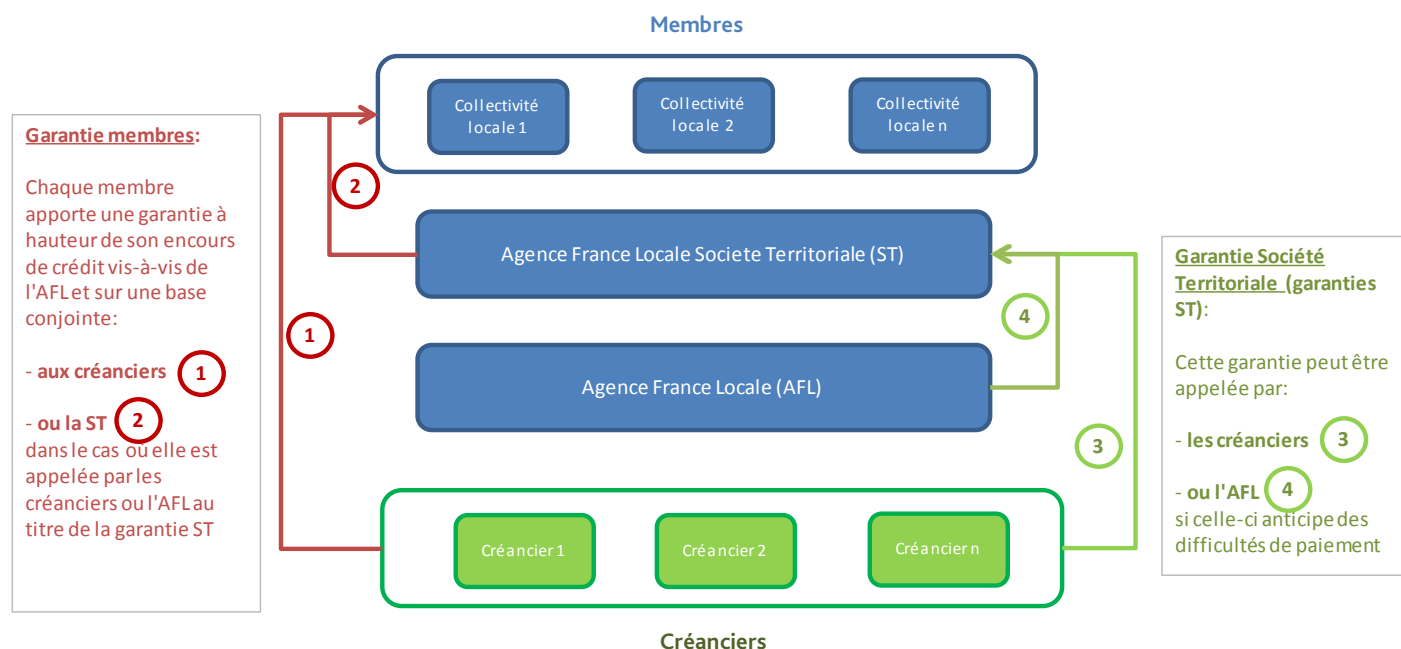 Membres
Collectivité
locale 1
Collectivité
locale 2
Collectivité
locale n
Garantie membres:
Chaque membre
apporte une garantie à
hauteur de son encours
de crédit vis-à-vis de
l'AFL et sur une base
conjointe:
- aux créanciers 1
- ou la ST 2
dans le cas où elle est
appelée par les
créanciers ou l'AFL au
titre de la garantie ST
2
1
Agence France Locale Societe Territoriale (ST)
Agence France Locale (AFL)
4
3
Garantie Société
Territoriale (garanties
ST):
Cette garantie peut être
appelée par:
- les créanciers 3
- ou l'AFL 4
si celle-ci anticipe des
difficultés de paiement
Créancier 1
Créancier 2
Créancier n
Créanciers